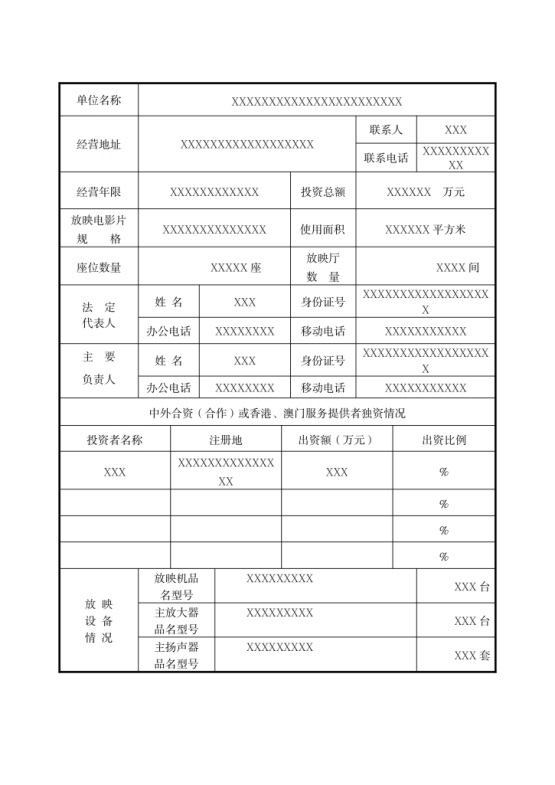 单位名称 XXXXXXXXXXXXXXXXXXXXXXX
经营地址 XXXXXXXXXXXXXXXXXX 联系人 XXX
联系电话 XXXXXXXXX
XX
经营年限 XXXXXXXXXXXX 投资总额 XXXXXX 万元
放映电影片
规 格 XXXXXXXXXXXXXX 使用面积 XXXXXX 平方米
座位数量 XXXXX 座 放映厅
数 量 XXXX 间
法 定
代表人 姓 名 XXX 身份证号 XXXXXXXXXXXXXXXXX
X
办公电话 XXXXXXXX 移动电话 XXXXXXXXXXX
主 要
负责人 姓 名 XXX 身份证号 XXXXXXXXXXXXXXXXX
X
办公电话 XXXXXXXX 移动电话 XXXXXXXXXXX
中外合资（合作）或香港、澳门服务提供者独资情况
投资者名称 注册地 出资额（万元） 出资比例
XXX XXXXXXXXXXXXX
XX XXX %
%
%
%
放 映
设 备
情 况
放映机品
名型号 XXXXXXXXX XXX 台
主放大器
品名型号 XXXXXXXXX XXX 台
主扬声器
品名型号 XXXXXXXXX XXX 套